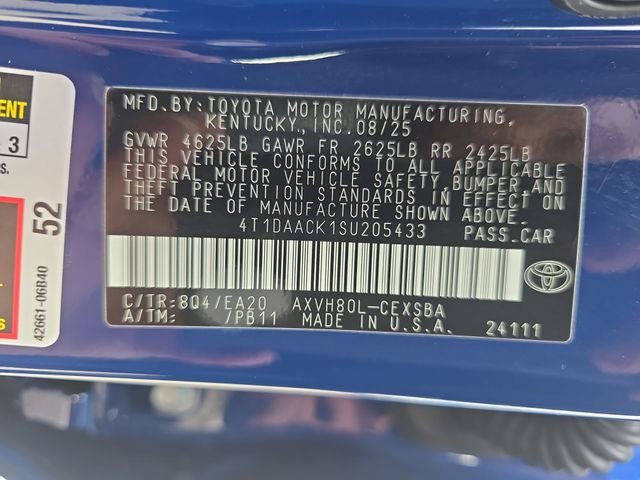 MFD.BY:TOYOTA MOTOR MANUFACTURING,
KENTUCKY, INC.08/25
GVWR 4625LB GAWR FR 2625LB RR 2425LB
THIS VEHICLE CONFORMS TO ALL APPLICABLE
FEDERAL MOTOR VEHICLE SAFETY, BUMPER, AND
THEFT PREVENTION STANDARDS IN EFFECT ON
THE DATE OF MANUFACTURE SHOWN ABOVE.
4T1DAACK1SU205433 PASS.CAR
C/TR:8Q4/EA20 AXVH80L-CEXSBA
A/TM: /PB11 MADE IN U.S.A. 24111
3
52
42661-06B40